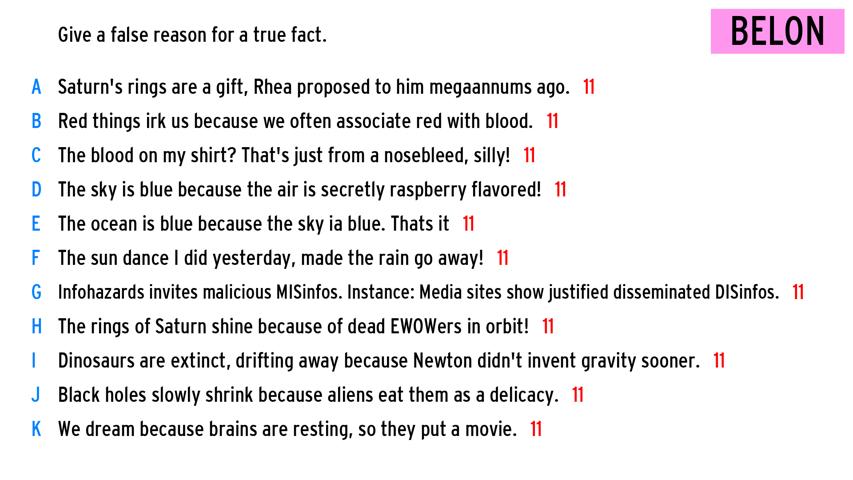 Give a false reason for a true fact.
BELON
A Saturn's rings are a gift, Rhea proposed to him megaannums ago. 11
B Red things irk us because we often associate red with blood. 11
C The blood on my shirt? That's just from a nosebleed, silly! 11
D The sky is blue because the air is secretly raspberry flavored! 11
E The ocean is blue because the sky ia blue. Thats it 11
F The sun dance I did yesterday, made the rain go away! 11
G Infohazards invites malicious MISinfos. Instance: Media sites show justified disseminated DISinfos. 11
H The rings of Saturn shine because of dead EWOWers in orbit! 11
I Dinosaurs are extinct, drifting away because Newton didn't invent gravity sooner. 11
J Black holes slowly shrink because aliens eat them as a delicacy. 11
K We dream because brains are resting, so they put a movie. 11